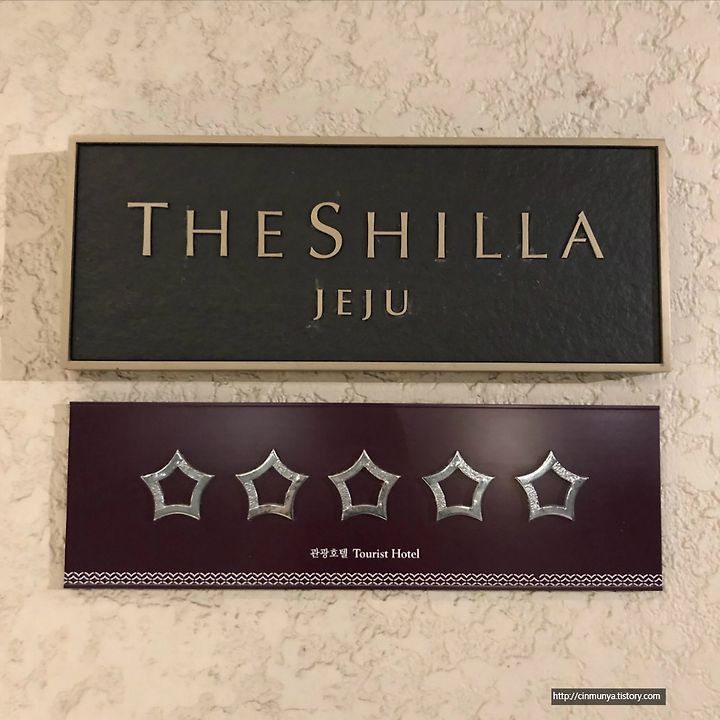 THE SHILLA
JEJU
관광호텔 Tourist Hotel
http://cinmunya.tistory.com